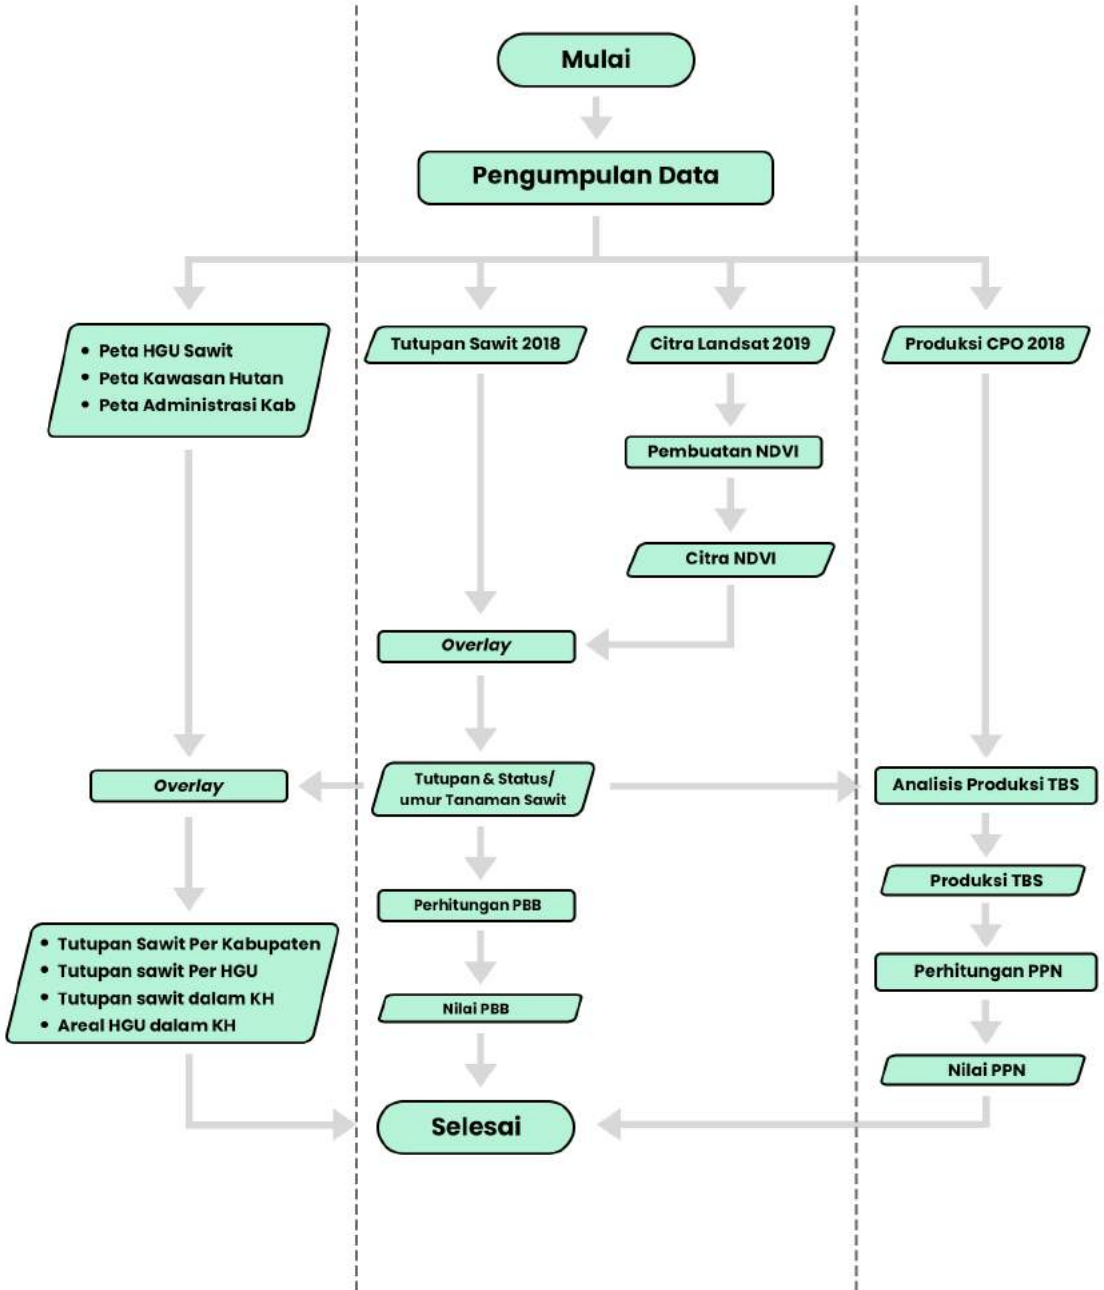 Mulai
Pengumpulan Data
• Peta HGU Sawit
• Peta Kawasan Hutan
• Peta Administrasi Kab
Tutupan Sawit 2018
Citra Landsat 2019
Produksi CPO 2018
Pembuatan NDVI
Citra NDVI
Overlay
Overlay
Tutupan & Status/
umur Tanaman Sawit
Analisis Produksi TBS
Produksi TBS
Perhitungan PBB
• Tutupan Sawit Per Kabupaten
• Tutupan sawit Per HGU
• Tutupan sawit dalam KH
• Areal HGU dalam KH
Perhitungan PPN
Nilai PBB
Nilai PPN
Selesai